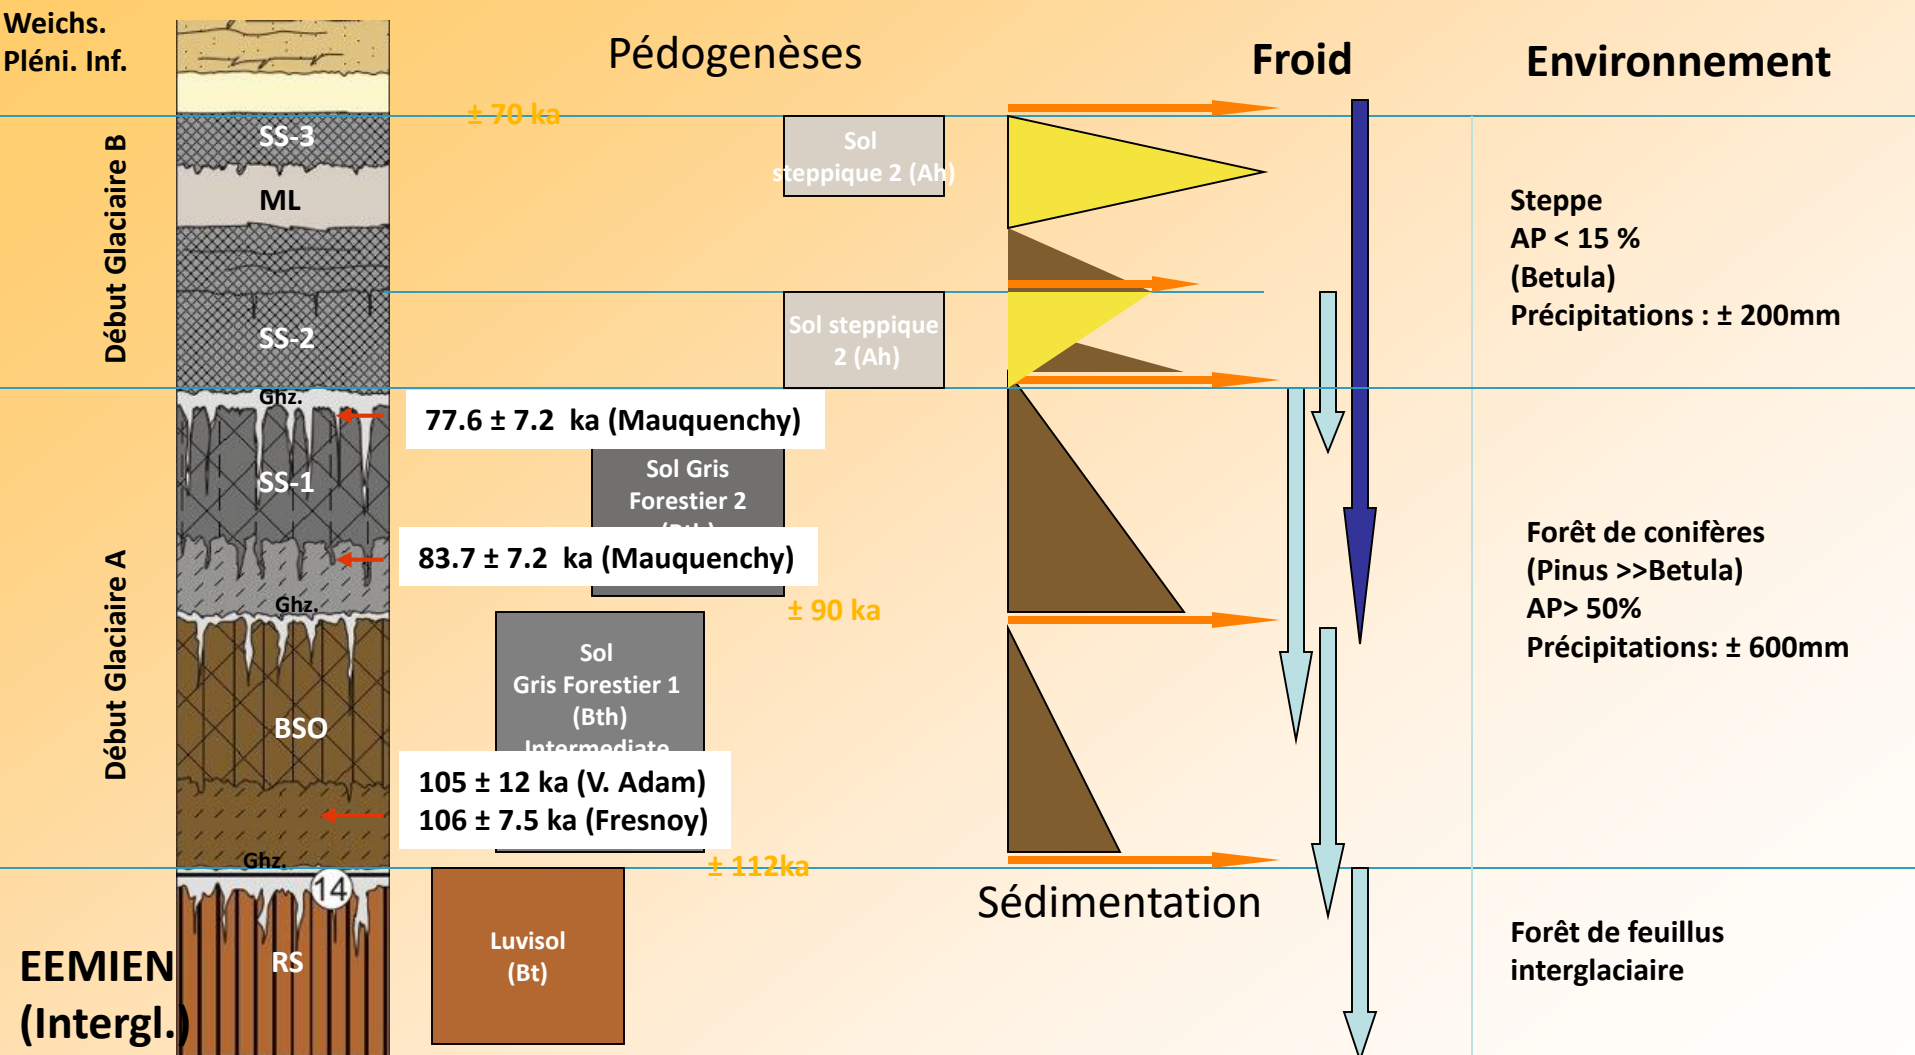 Weichs.
Pléni. Inf.
Pédogenèses
Froid
Environnement
± 70 ka
Début Glaciaire B
SS-3
ML
SS-2
Sol
steppique 2 (Ah)
Sol steppique
2 (Ah)
Steppe
AP < 15 %
(Betula)
Précipitations : ± 200mm
Début Glaciaire A
Ghz.
SS-1
Ghz.
BSO
Ghz.
77.6 ± 7.2 ka (Mauquenchy)
Sol Gris
Forestier 2
83.7 ± 7.2 ka (Mauquenchy)
± 90 ka
Sol
Gris Forestier 1
(Bth)
Intermediate
105 ± 12 ka (V. Adam)
106 ± 7.5 ka (Fresnoy)
± 112ka
Forêt de conifères
(Pinus >>Betula)
AP> 50%
Précipitations: ± 600mm
Sédimentation
14
RS
EEMIEN
(Intergl.)
Luvisol
(Bt)
Forêt de feuillus
interglaciaire